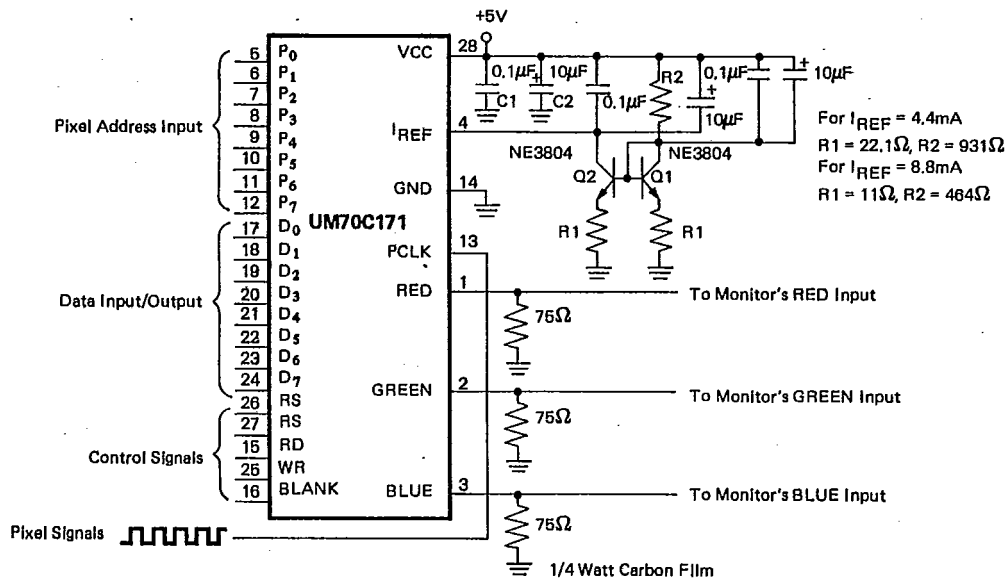 +5V
Pixel Address Input
6 P0
6 P1
7 P2
8 P3
9 P4
10 P5
11 P6
12 P7
Data Input/Output
17 D0
18 D1
19 D2
20 D3
21 D4
22 D5
23 D6
24 D7
Control Signals
26 RS
27 RS
15 RD
25 WR
16 BLANK
Pixel Signals
UM70C171
VCC 28
IREF 4
GND 14
PCLK 13
RED 1
GREEN 2
BLUE 3
0.1μF
C1
10μF +
C2
0.1μF
R2
+
10μF
0.1μF
+ 10μF
NE3804
NE3804
Q2
Q1
R1
R1
For IREF = 4.4mA
R1 = 22.1Ω, R2 = 931Ω
For IREF = 8.8mA
R1 = 11Ω, R2 = 464Ω
75Ω
To Monitor's RED Input
75Ω
To Monitor's GREEN Input
75Ω
To Monitor's BLUE Input
1/4 Watt Carbon Film